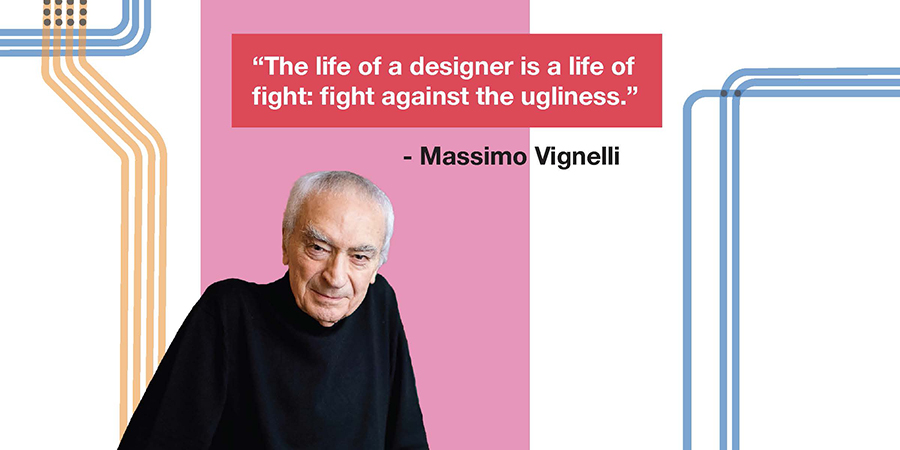 “The life of a designer is a life of
fight: fight against the ugliness.”
- Massimo Vignelli